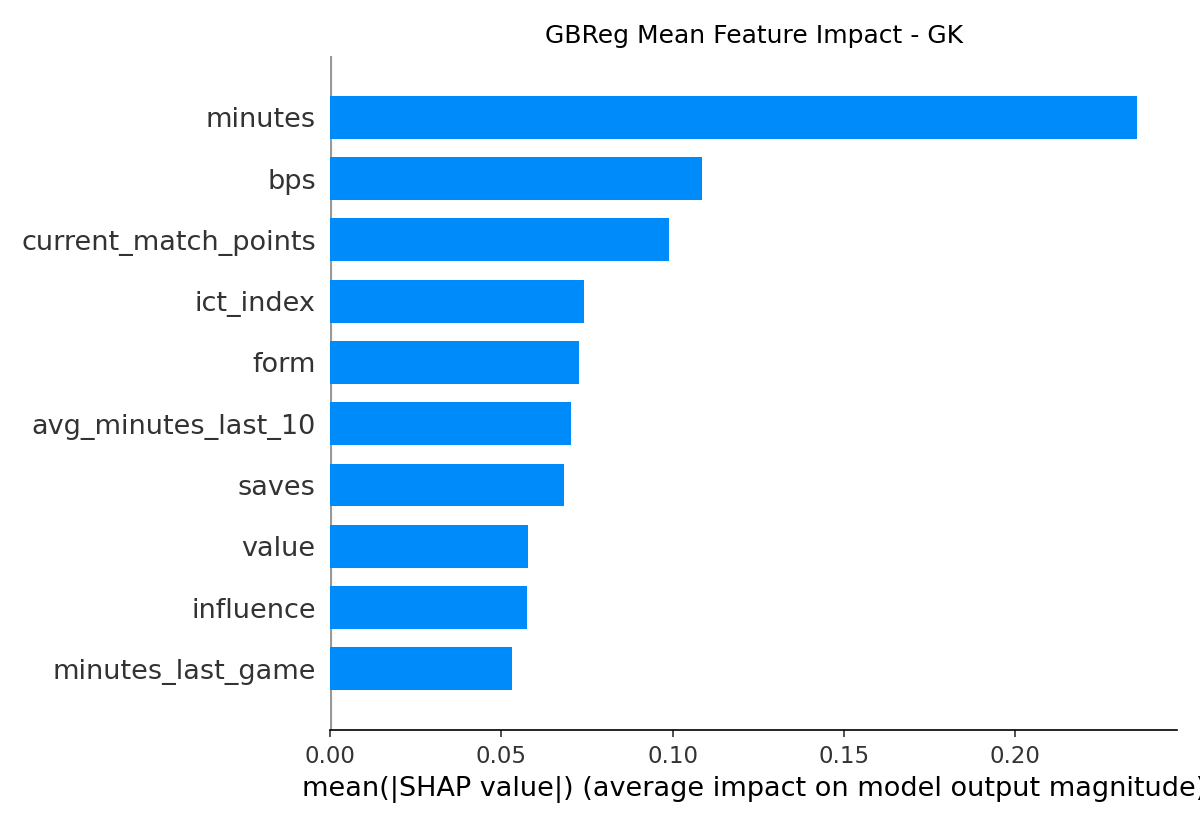 GBReg Mean Feature Impact - GK
minutes
bps
current_match_points
ict_index
form
avg_minutes_last_10
saves
value
influence
minutes_last_game
0.00 0.05 0.10 0.15 0.20
mean(|SHAP value|) (average impact on model output magnitude)